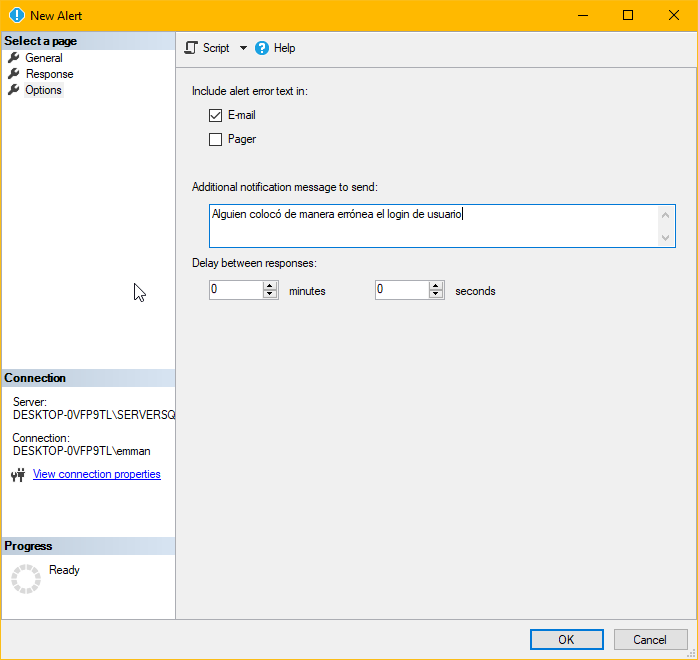 New Alert
Select a page
General
Response
Options
Script
Help
Include alert error text in:
E-mail
Pager
Additional notification message to send:
Alguien colocó de manera errónea el login de usuario
Delay between responses:
0 minutes 0 seconds
Connection
Server:
DESKTOP-0VFP9TL\SERVERSQ
Connection:
DESKTOP-0VFP9TL\emman
View connection properties
Progress
Ready
OK
Cancel